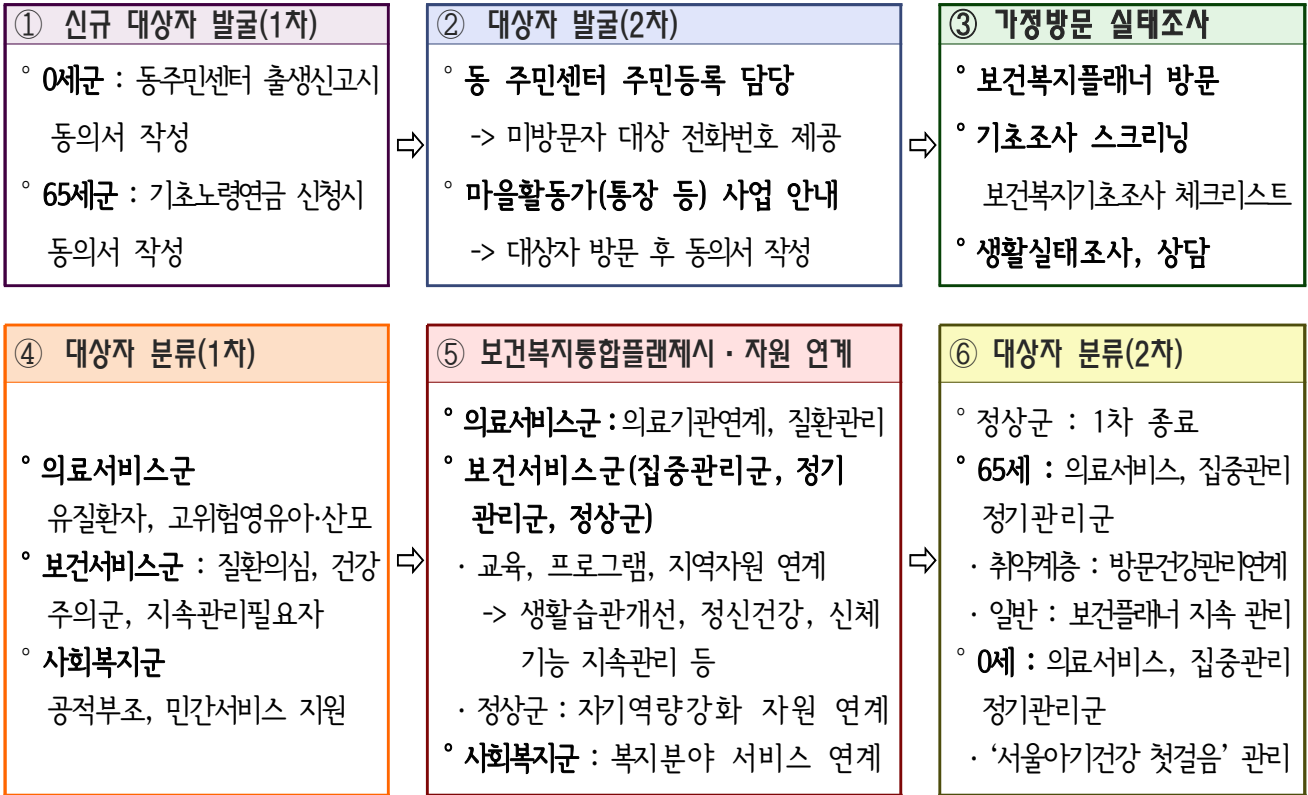 ① 신규 대상자 발굴(1차)
° 0세군 : 동주민센터 출생신고시
동의서 작성
° 65세군 : 기초노령연금 신청시
동의서 작성
⇨
② 대상자 발굴(2차)
° 동 주민센터 주민등록 담당
-> 미방문자 대상 전화번호 제공
° 마을활동가(통장 등) 사업 안내
-> 대상자 방문 후 동의서 작성
⇨
③ 가정방문 실태조사
° 보건복지플래너 방문
° 기초조사 스크리닝
보건복지기초조사 체크리스트
° 생활실태조사, 상담
④ 대상자 분류(1차)
° 의료서비스군
유질환자, 고위험영유아·산모
° 보건서비스군 : 질환의심, 건강
주의군, 지속관리필요자
° 사회복지군
공적부조, 민간서비스 지원
⇨
⑤ 보건복지통합플랜제시 · 자원 연계
° 의료서비스군 : 의료기관연계, 질환관리
° 보건서비스군(집중관리군, 정기
관리군, 정상군)
· 교육, 프로그램, 지역자원 연계
-> 생활습관개선, 정신건강, 신체
기능 지속관리 등
· 정상군 : 자기역량강화 자원 연계
° 사회복지군 : 복지분야 서비스 연계
⇨
⑥ 대상자 분류(2차)
° 정상군 : 1차 종료
° 65세 : 의료서비스, 집중관리
정기관리군
· 취약계층 : 방문건강관리연계
· 일반 : 보건플래너 지속 관리
° 0세 : 의료서비스, 집중관리
정기관리군
· ‘서울아기건강 첫걸음’ 관리